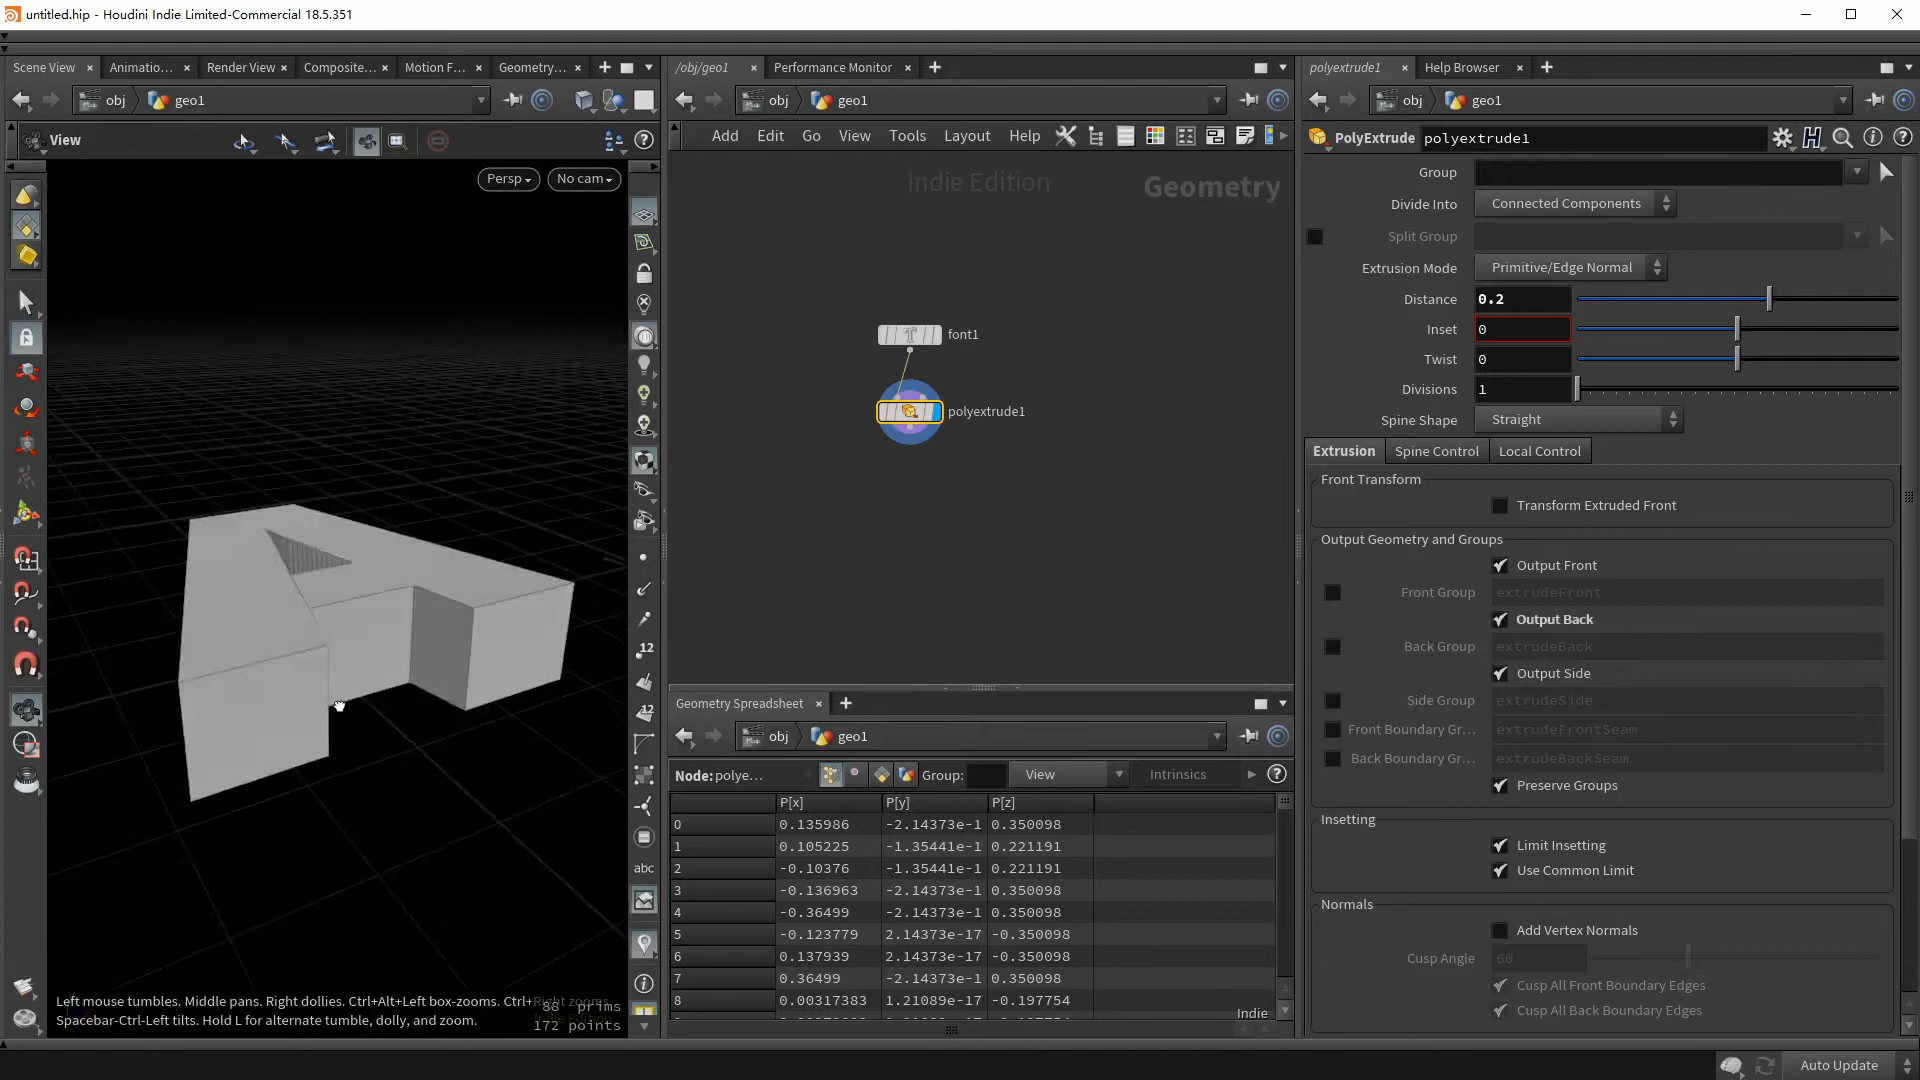 untitled.hip - Houdini Indie Limited-Commercial 18.5.351
Scene View
Animatio...
Render View
Composite...
Motion F...
Geometry...
/obj/geo1
Performance Monitor
polyextrude1
Help Browser
obj
geo1
obj
geo1
obj
geo1
View
Add
Edit
Go
View
Tools
Layout
Help
PolyExtrude
polyextrude1
Persp
No cam
Indie Edition
Geometry
font1
polyextrude1
Group
Divide Into
Connected Components
Split Group
Extrusion Mode
Primitive/Edge Normal
Distance
0.2
Inset
0
Twist
0
Divisions
1
Spine Shape
Straight
Extrusion
Spine Control
Local Control
Front Transform
Transform Extruded Front
Output Geometry and Groups
Output Front
Front Group
extrudeFront
Output Back
Back Group
extrudeBack
Output Side
Side Group
extrudeSide
Front Boundary Gr...
extrudeFrontSeam
Back Boundary Gr...
extrudeBackSeam
Preserve Groups
Insetting
Limit Insetting
Use Common Limit
Normals
Add Vertex Normals
Cusp Angle
60
Cusp All Front Boundary Edges
Cusp All Back Boundary Edges
12
12
abc
Geometry Spreadsheet
obj
geo1
Node: polye...
Group:
View
Intrinsics
P[x] P[y] P[z]
0 0.135986 -2.14373e-1 0.350098
1 0.105225 -1.35441e-1 0.221191
2 -0.10376 -1.35441e-1 0.221191
3 -0.136963 -2.14373e-1 0.350098
4 -0.36499 -2.14373e-1 0.350098
5 -0.123779 2.14373e-17 -0.350098
6 0.137939 2.14373e-17 -0.350098
7 0.36499 -2.14373e-1 0.350098
8 0.00317383 1.21089e-17 -0.197754
Indie
Left mouse tumbles. Middle pans. Right dollies. Ctrl+Alt+Left box-zooms. Ctrl+Right zooms.
Spacebar-Ctrl-Left tilts. Hold L for alternate tumble, dolly, and zoom.
88 prims
172 points
Auto Update